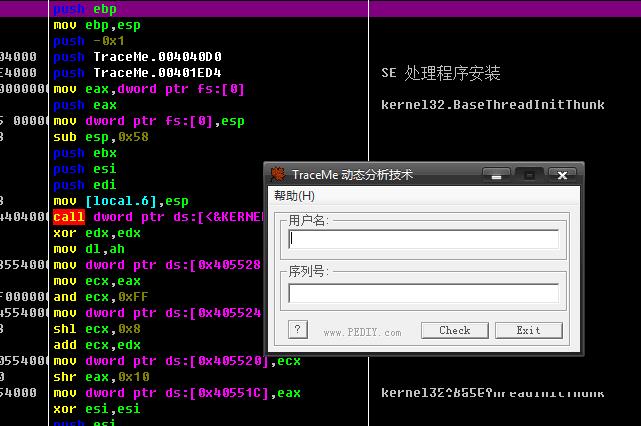 push ebp
mov ebp,esp
push -0x1
04000 push TraceMe.004040D0
E4000 push TraceMe.00401ED4 SE 处理程序安装
0000000 mov eax,dword ptr fs:[0]
push eax kernel32.BaseThreadInitThunk
5 00000 mov dword ptr fs:[0],esp
8 sub esp,0x58
push ebx
push esi
push edi
8 mov [local.6],esp
4404000 call dword ptr ds:[<&KERNE
xor edx,edx
mov dl,ah
8554000 mov dword ptr ds:[0x405528
mov ecx,eax
F000000 and ecx,0xFF
4554000 mov dword ptr ds:[0x405524
8 shl ecx,0x8
add ecx,edx
0554000 mov dword ptr ds:[0x405520],ecx
0 shr eax,0x10
54000 mov dword ptr ds:[0x40551C],eax
xor esi,esi
push esi
TraceMe 动态分析技术
帮助(H)
用户名:
序列号:
?
www.PEDIY.com
Check
Exit